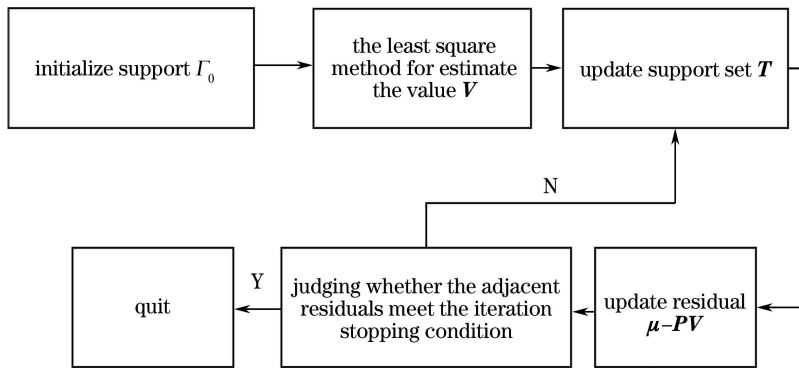 initialize support Γ₀
the least square
method for estimate
the value V
update support set T
N
quit
Y
judging whether the adjacent
residuals meet the iteration
stopping condition
update residual
μ–PV